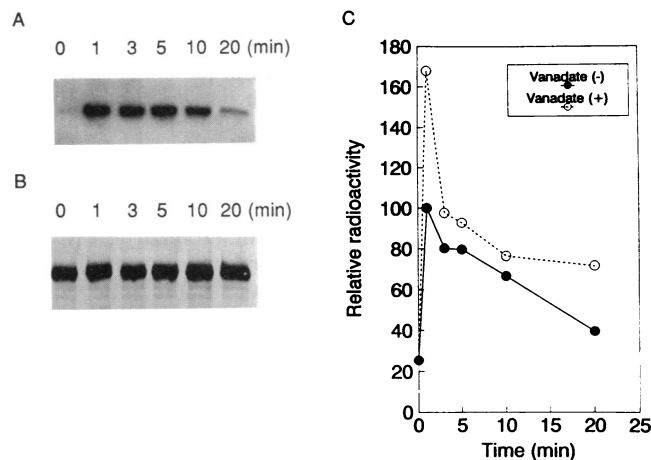 A
0 1 3 5 10 20 (min)
B
0 1 3 5 10 20 (min)
C
180
160
140
120
100
80
60
40
20
0
Relative radioactivity
Vanadate (-)
Vanadate (+)
0 5 10 15 20 25
Time (min)